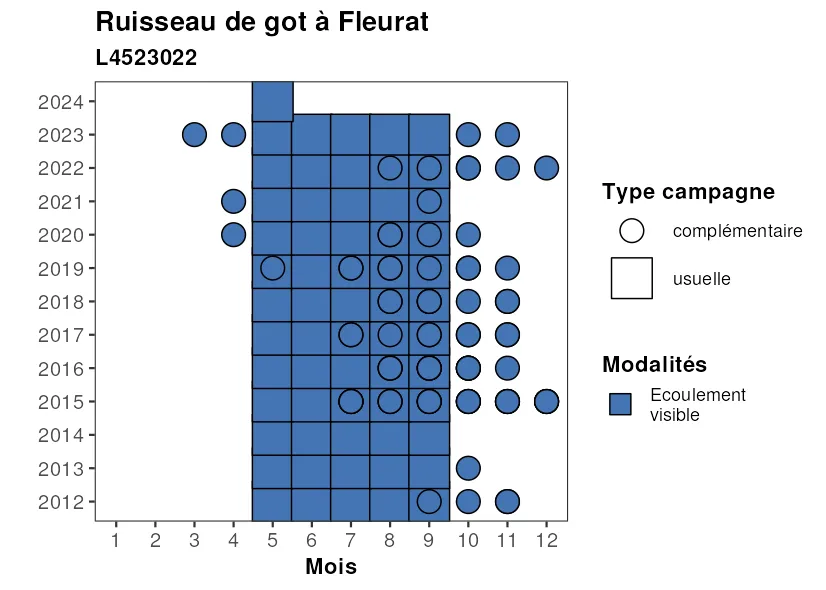 Ruisseau de got à Fleurat
L4523022
2024
2023
2022
2021
2020
2019
2018
2017
2016
2015
2014
2013
2012
1 2 3 4 5 6 7 8 9 10 11 12
Mois
Type campagne
complémentaire
usuelle
Modalités
Ecoulement
visible